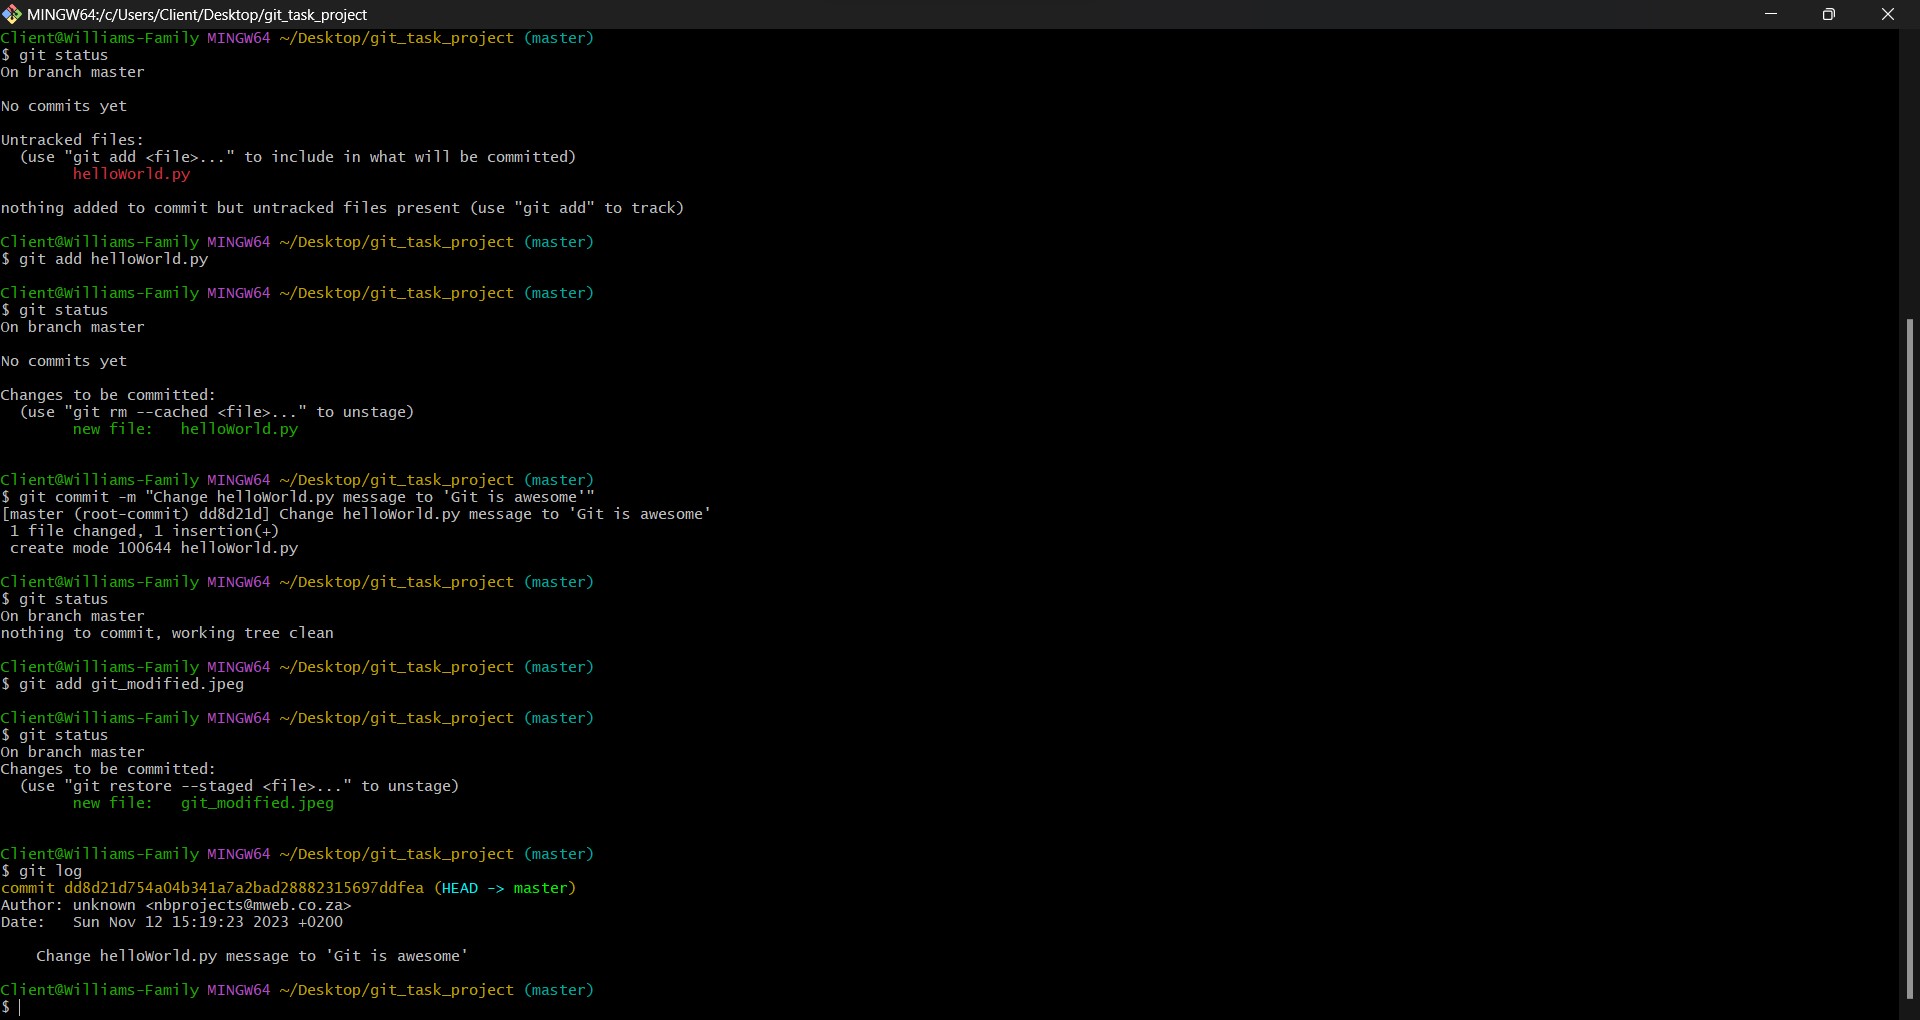 MINGW64:/c/Users/Client/Desktop/git_task_project
Client@Williams-Family MINGW64 ~/Desktop/git_task_project (master)
$ git status
On branch master

No commits yet

Untracked files:
  (use "git add <file>..." to include in what will be committed)
        helloWorld.py

nothing added to commit but untracked files present (use "git add" to track)

Client@Williams-Family MINGW64 ~/Desktop/git_task_project (master)
$ git add helloWorld.py

Client@Williams-Family MINGW64 ~/Desktop/git_task_project (master)
$ git status
On branch master

No commits yet

Changes to be committed:
  (use "git rm --cached <file>..." to unstage)
        new file:   helloWorld.py


Client@Williams-Family MINGW64 ~/Desktop/git_task_project (master)
$ git commit -m "Change helloWorld.py message to 'Git is awesome'"
[master (root-commit) dd8d21d] Change helloWorld.py message to 'Git is awesome'
 1 file changed, 1 insertion(+)
 create mode 100644 helloWorld.py

Client@Williams-Family MINGW64 ~/Desktop/git_task_project (master)
$ git status
On branch master
nothing to commit, working tree clean

Client@Williams-Family MINGW64 ~/Desktop/git_task_project (master)
$ git add git_modified.jpeg

Client@Williams-Family MINGW64 ~/Desktop/git_task_project (master)
$ git status
On branch master
Changes to be committed:
  (use "git restore --staged <file>..." to unstage)
        new file:   git_modified.jpeg


Client@Williams-Family MINGW64 ~/Desktop/git_task_project (master)
$ git log
commit dd8d21d754a04b341a7a2bad28882315697ddfea (HEAD -> master)
Author: unknown <nbprojects@mweb.co.za>
Date:   Sun Nov 12 15:19:23 2023 +0200

    Change helloWorld.py message to 'Git is awesome'

Client@Williams-Family MINGW64 ~/Desktop/git_task_project (master)
$